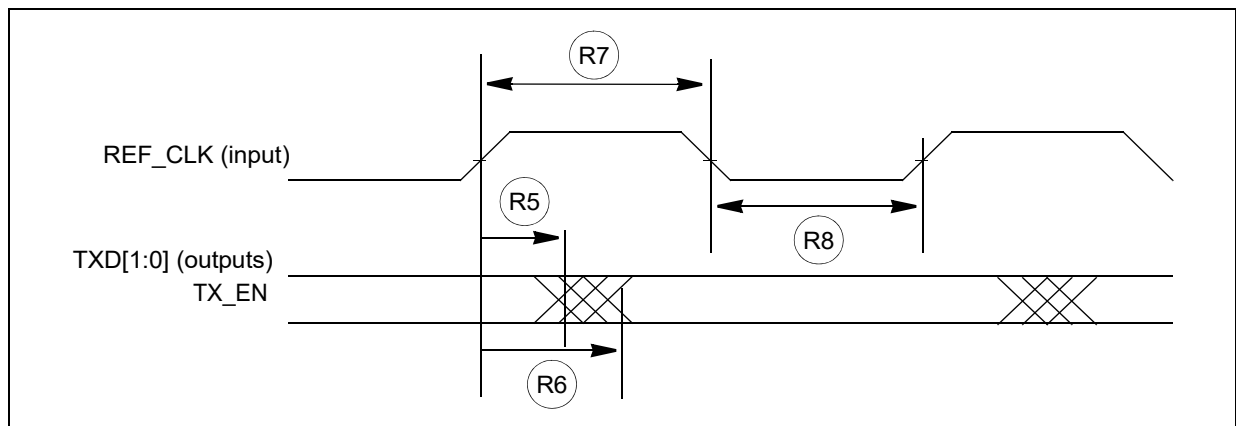 R7
REF_CLK (input)
R5
R8
TXD[1:0] (outputs)
TX_EN
R6